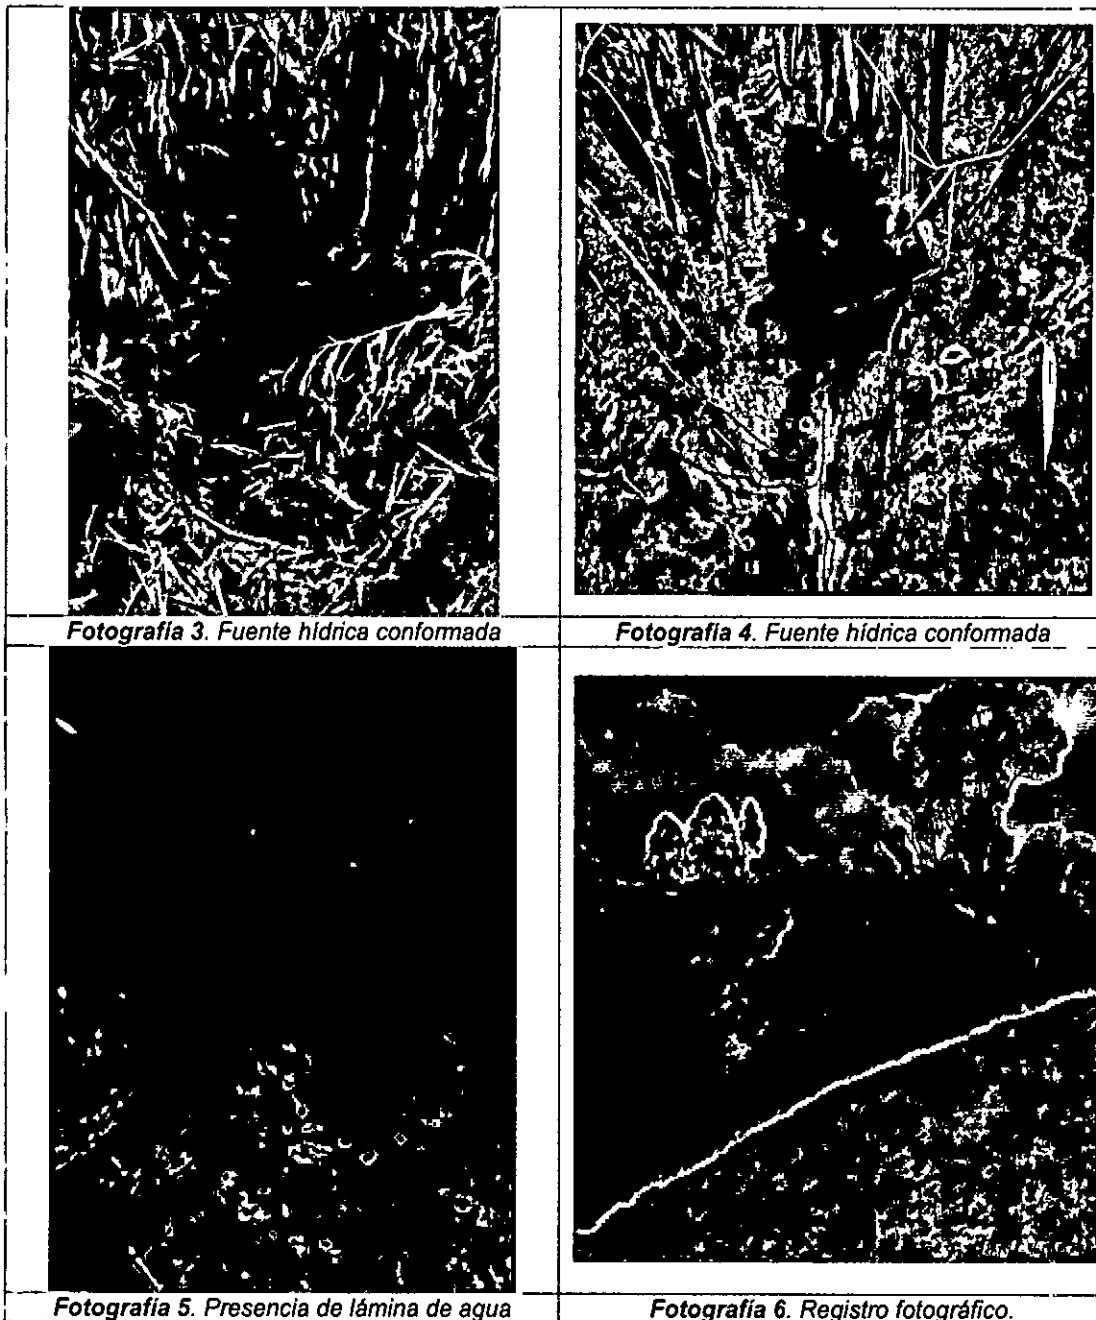 Fotografía 3. Fuente hídrica conformada
Fotografía 4. Fuente hídrica conformada
Fotografía 5. Presencia de lámina de agua
Fotografía 6. Registro fotográfico.